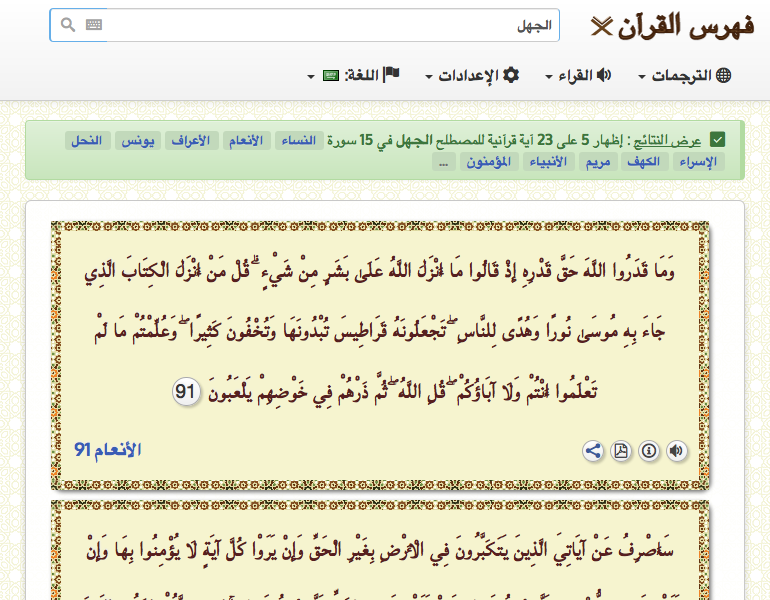 فهرس القرآن
الجهل
الترجمات
القراء
الإعدادات
اللغة:
عرض النتائج : إظهار 5 على 23 آية قرآنية للمصطلح الجهل في 15 سورة النساء الأنعام الأعراف يونس النحل
الإسراء الكهف مريم الأنبياء المؤمنون ...
وَمَا قَدَرُوا اللَّهَ حَقَّ قَدْرِهِ إِذْ قَالُوا مَا أَنْزَلَ اللَّهُ عَلَىٰ بَشَرٍ مِنْ شَيْءٍ ۗ قُلْ مَنْ أَنْزَلَ الْكِتَابَ الَّذِي
جَاءَ بِهِ مُوسَىٰ نُورًا وَهُدًى لِلنَّاسِ ۖ تَجْعَلُونَهُ قَرَاطِيسَ تُبْدُونَهَا وَتُخْفُونَ كَثِيرًا ۖ وَعُلِّمْتُمْ مَا لَمْ
تَعْلَمُوا أَنْتُمْ وَلَا آبَاؤُكُمْ ۖ قُلِ اللَّهُ ۖ ثُمَّ ذَرْهُمْ فِي خَوْضِهِمْ يَلْعَبُونَ 91
الأنعام 91
سَأَصْرِفُ عَنْ آيَاتِيَ الَّذِينَ يَتَكَبَّرُونَ فِي الْأَرْضِ بِغَيْرِ الْحَقِّ وَإِنْ يَرَوْا كُلَّ آيَةٍ لَا يُؤْمِنُوا بِهَا وَإِنْ